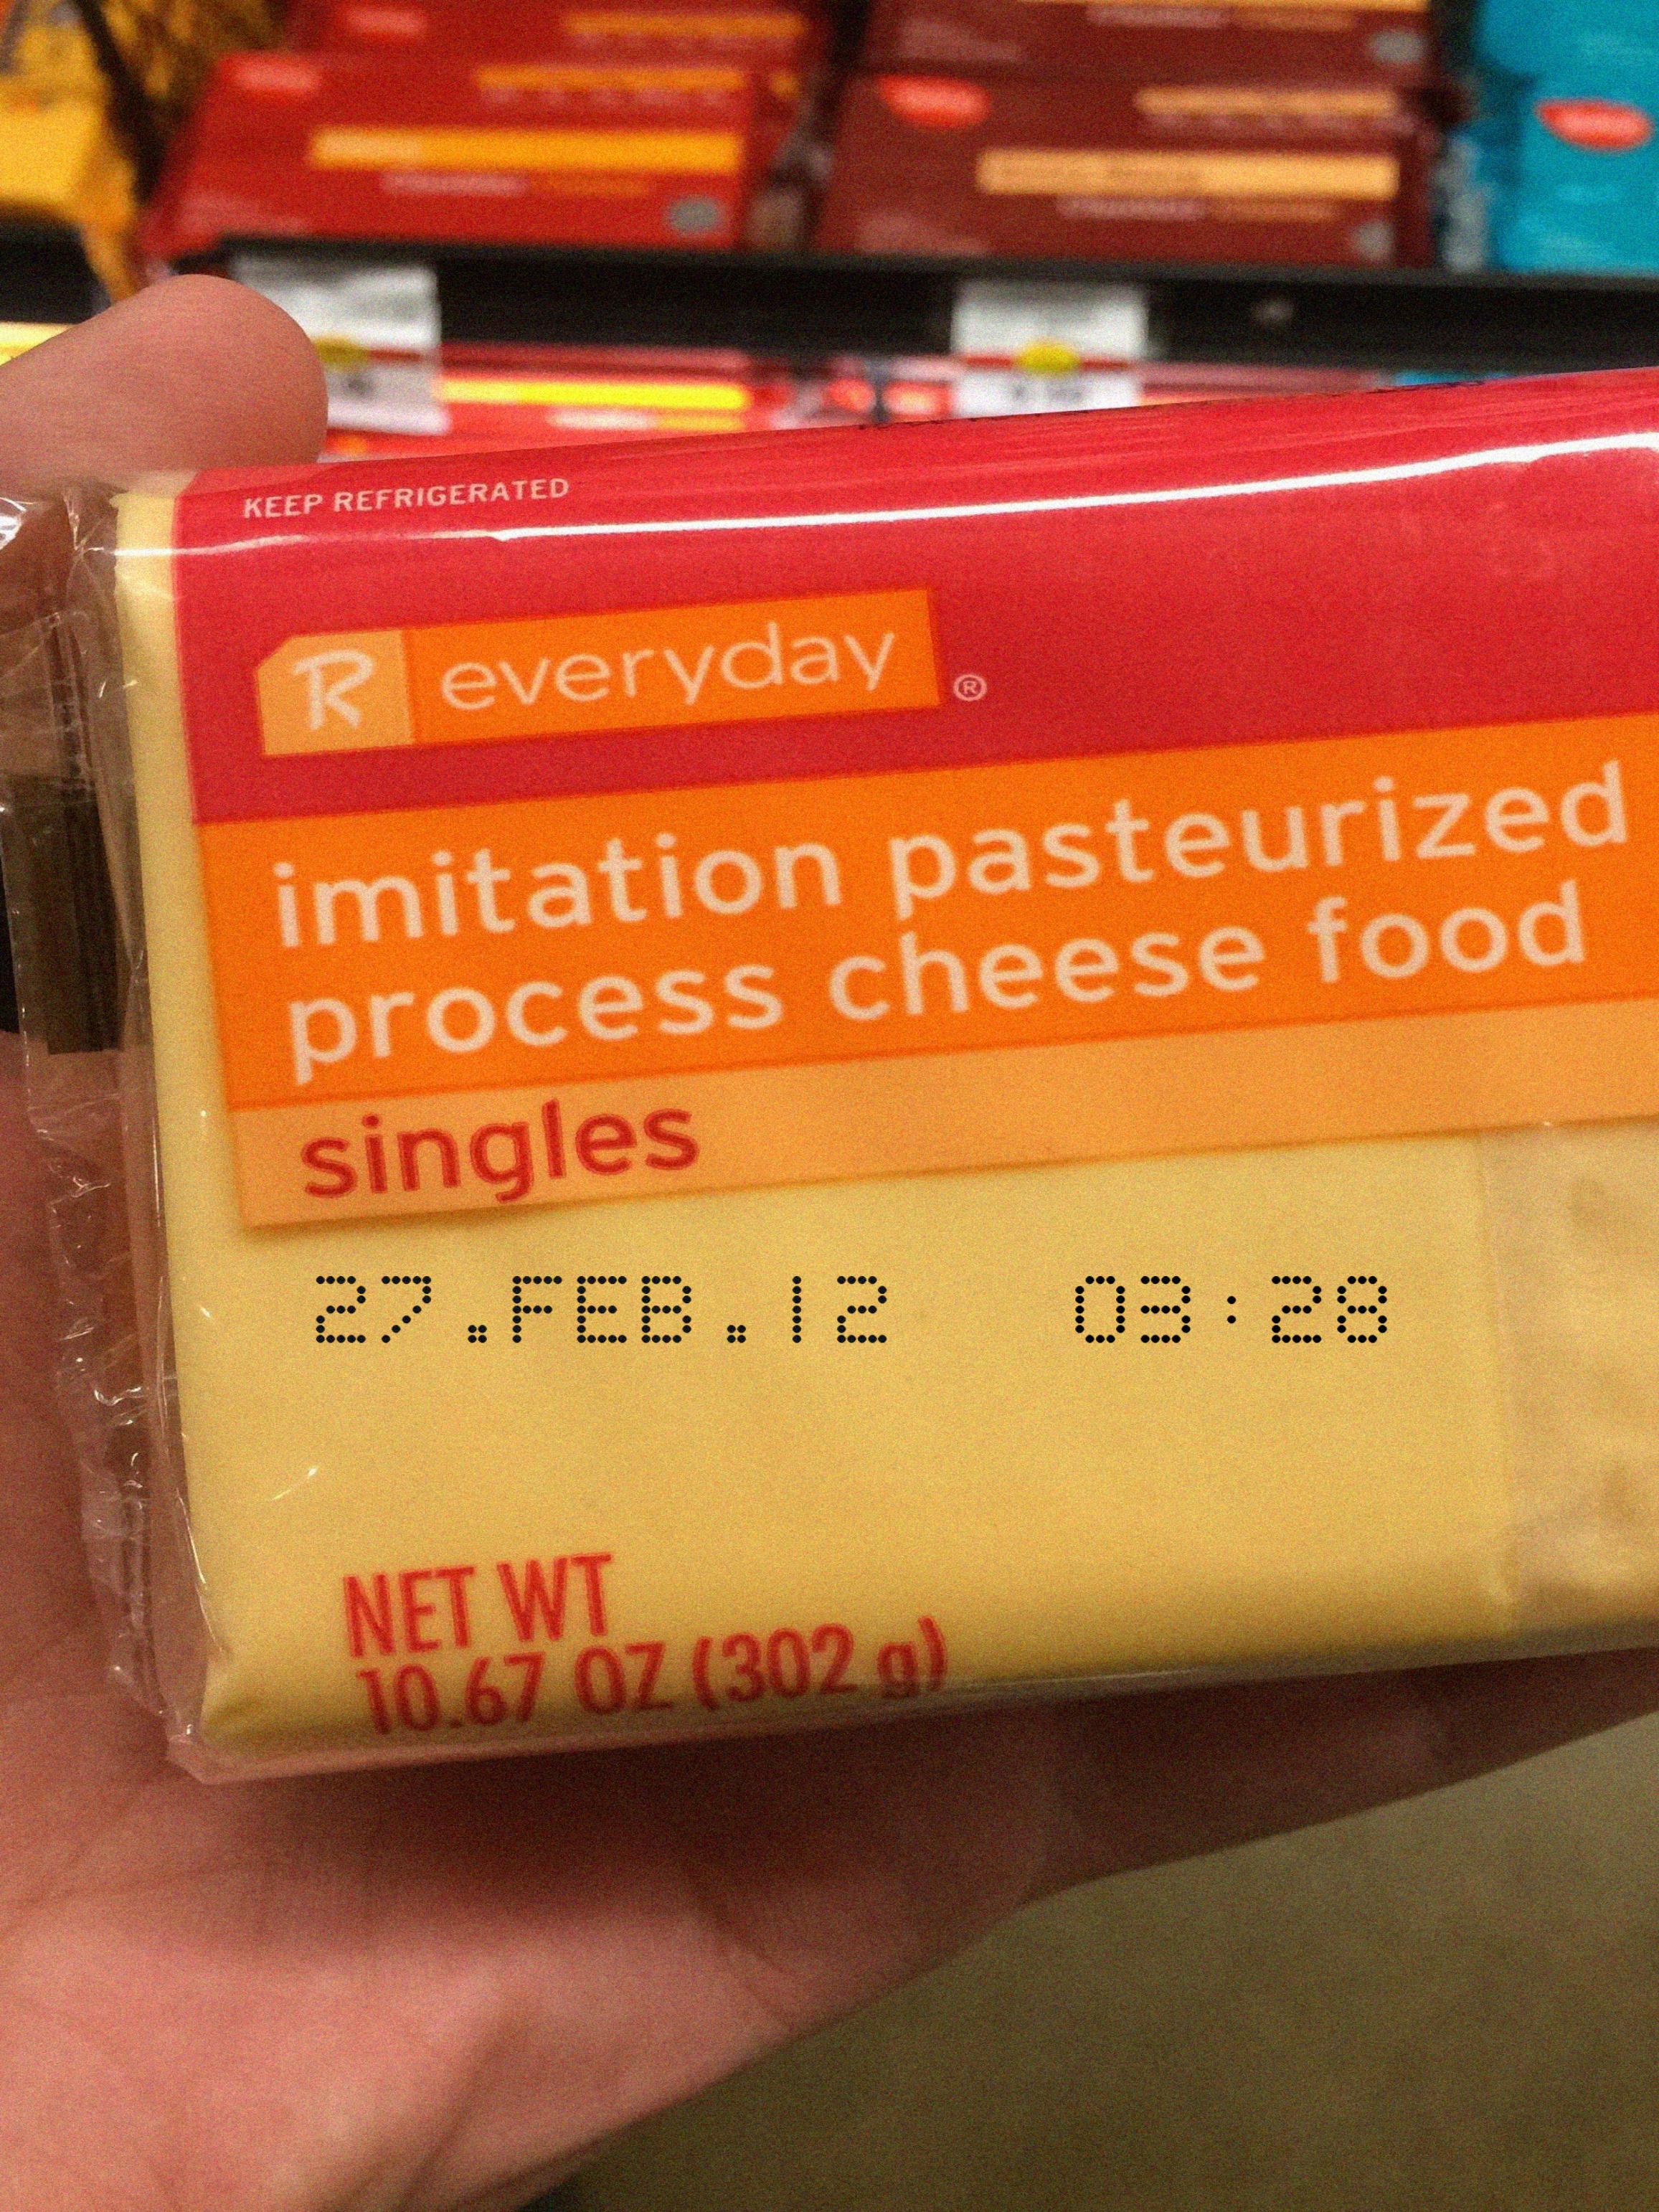 KEEP REFRIGERATED
R everyday ®
imitation pasteurized
process cheese food
singles
27.FEB.12 03:28
NET WT
10.67 OZ (302 g)